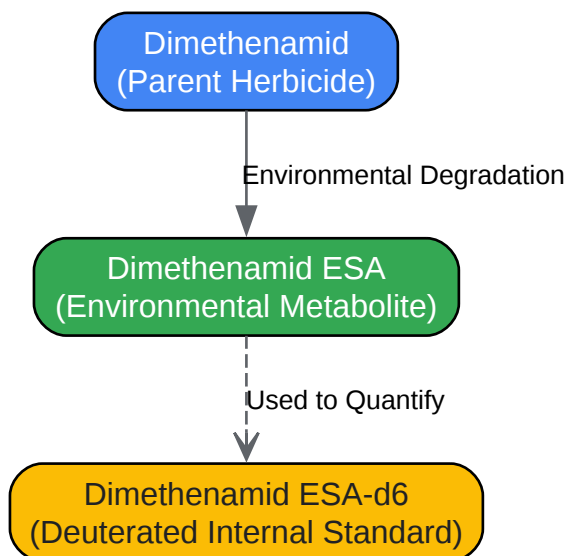 Dimethenamid
(Parent Herbicide)
Environmental Degradation
Dimethenamid ESA
(Environmental Metabolite)
Used to Quantify
Dimethenamid ESA-d6
(Deuterated Internal Standard)